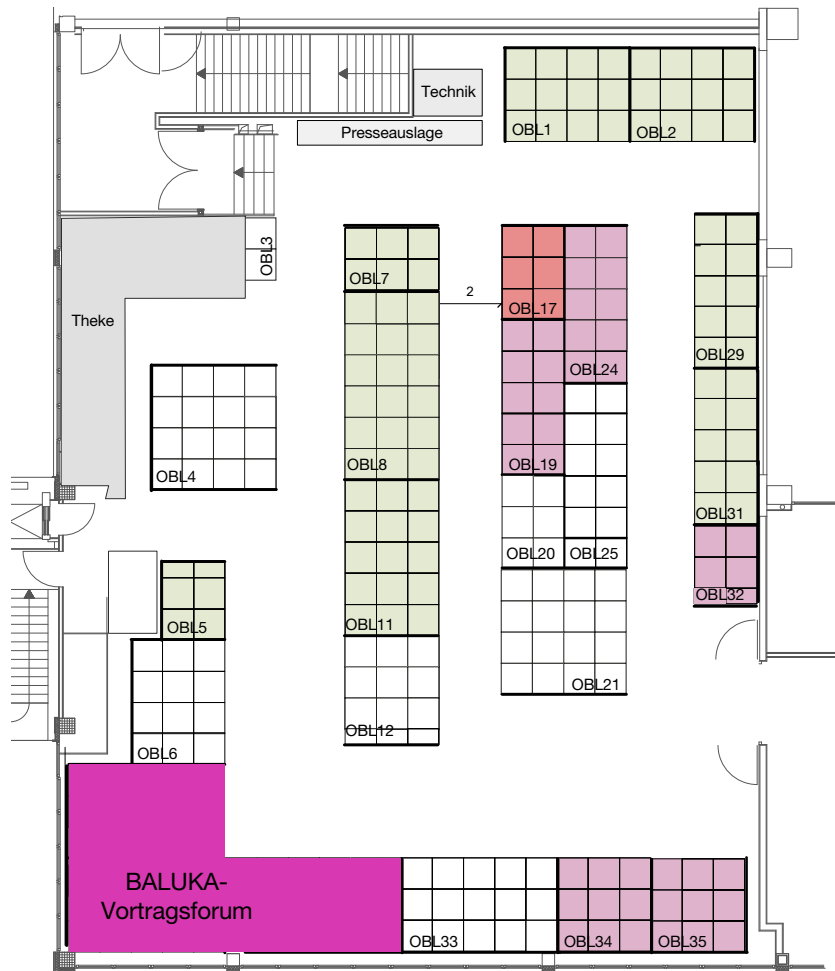 Technik
Presseauslage
OBL1
OBL2
OBL3
OBL7
2
OBL17
Theke
OBL29
OBL24
OBL4
OBL8
OBL19
OBL31
OBL20
OBL25
OBL32
OBL5
OBL11
OBL21
OBL12
OBL6
BALUKA-
Vortragsforum
OBL33
OBL34
OBL35